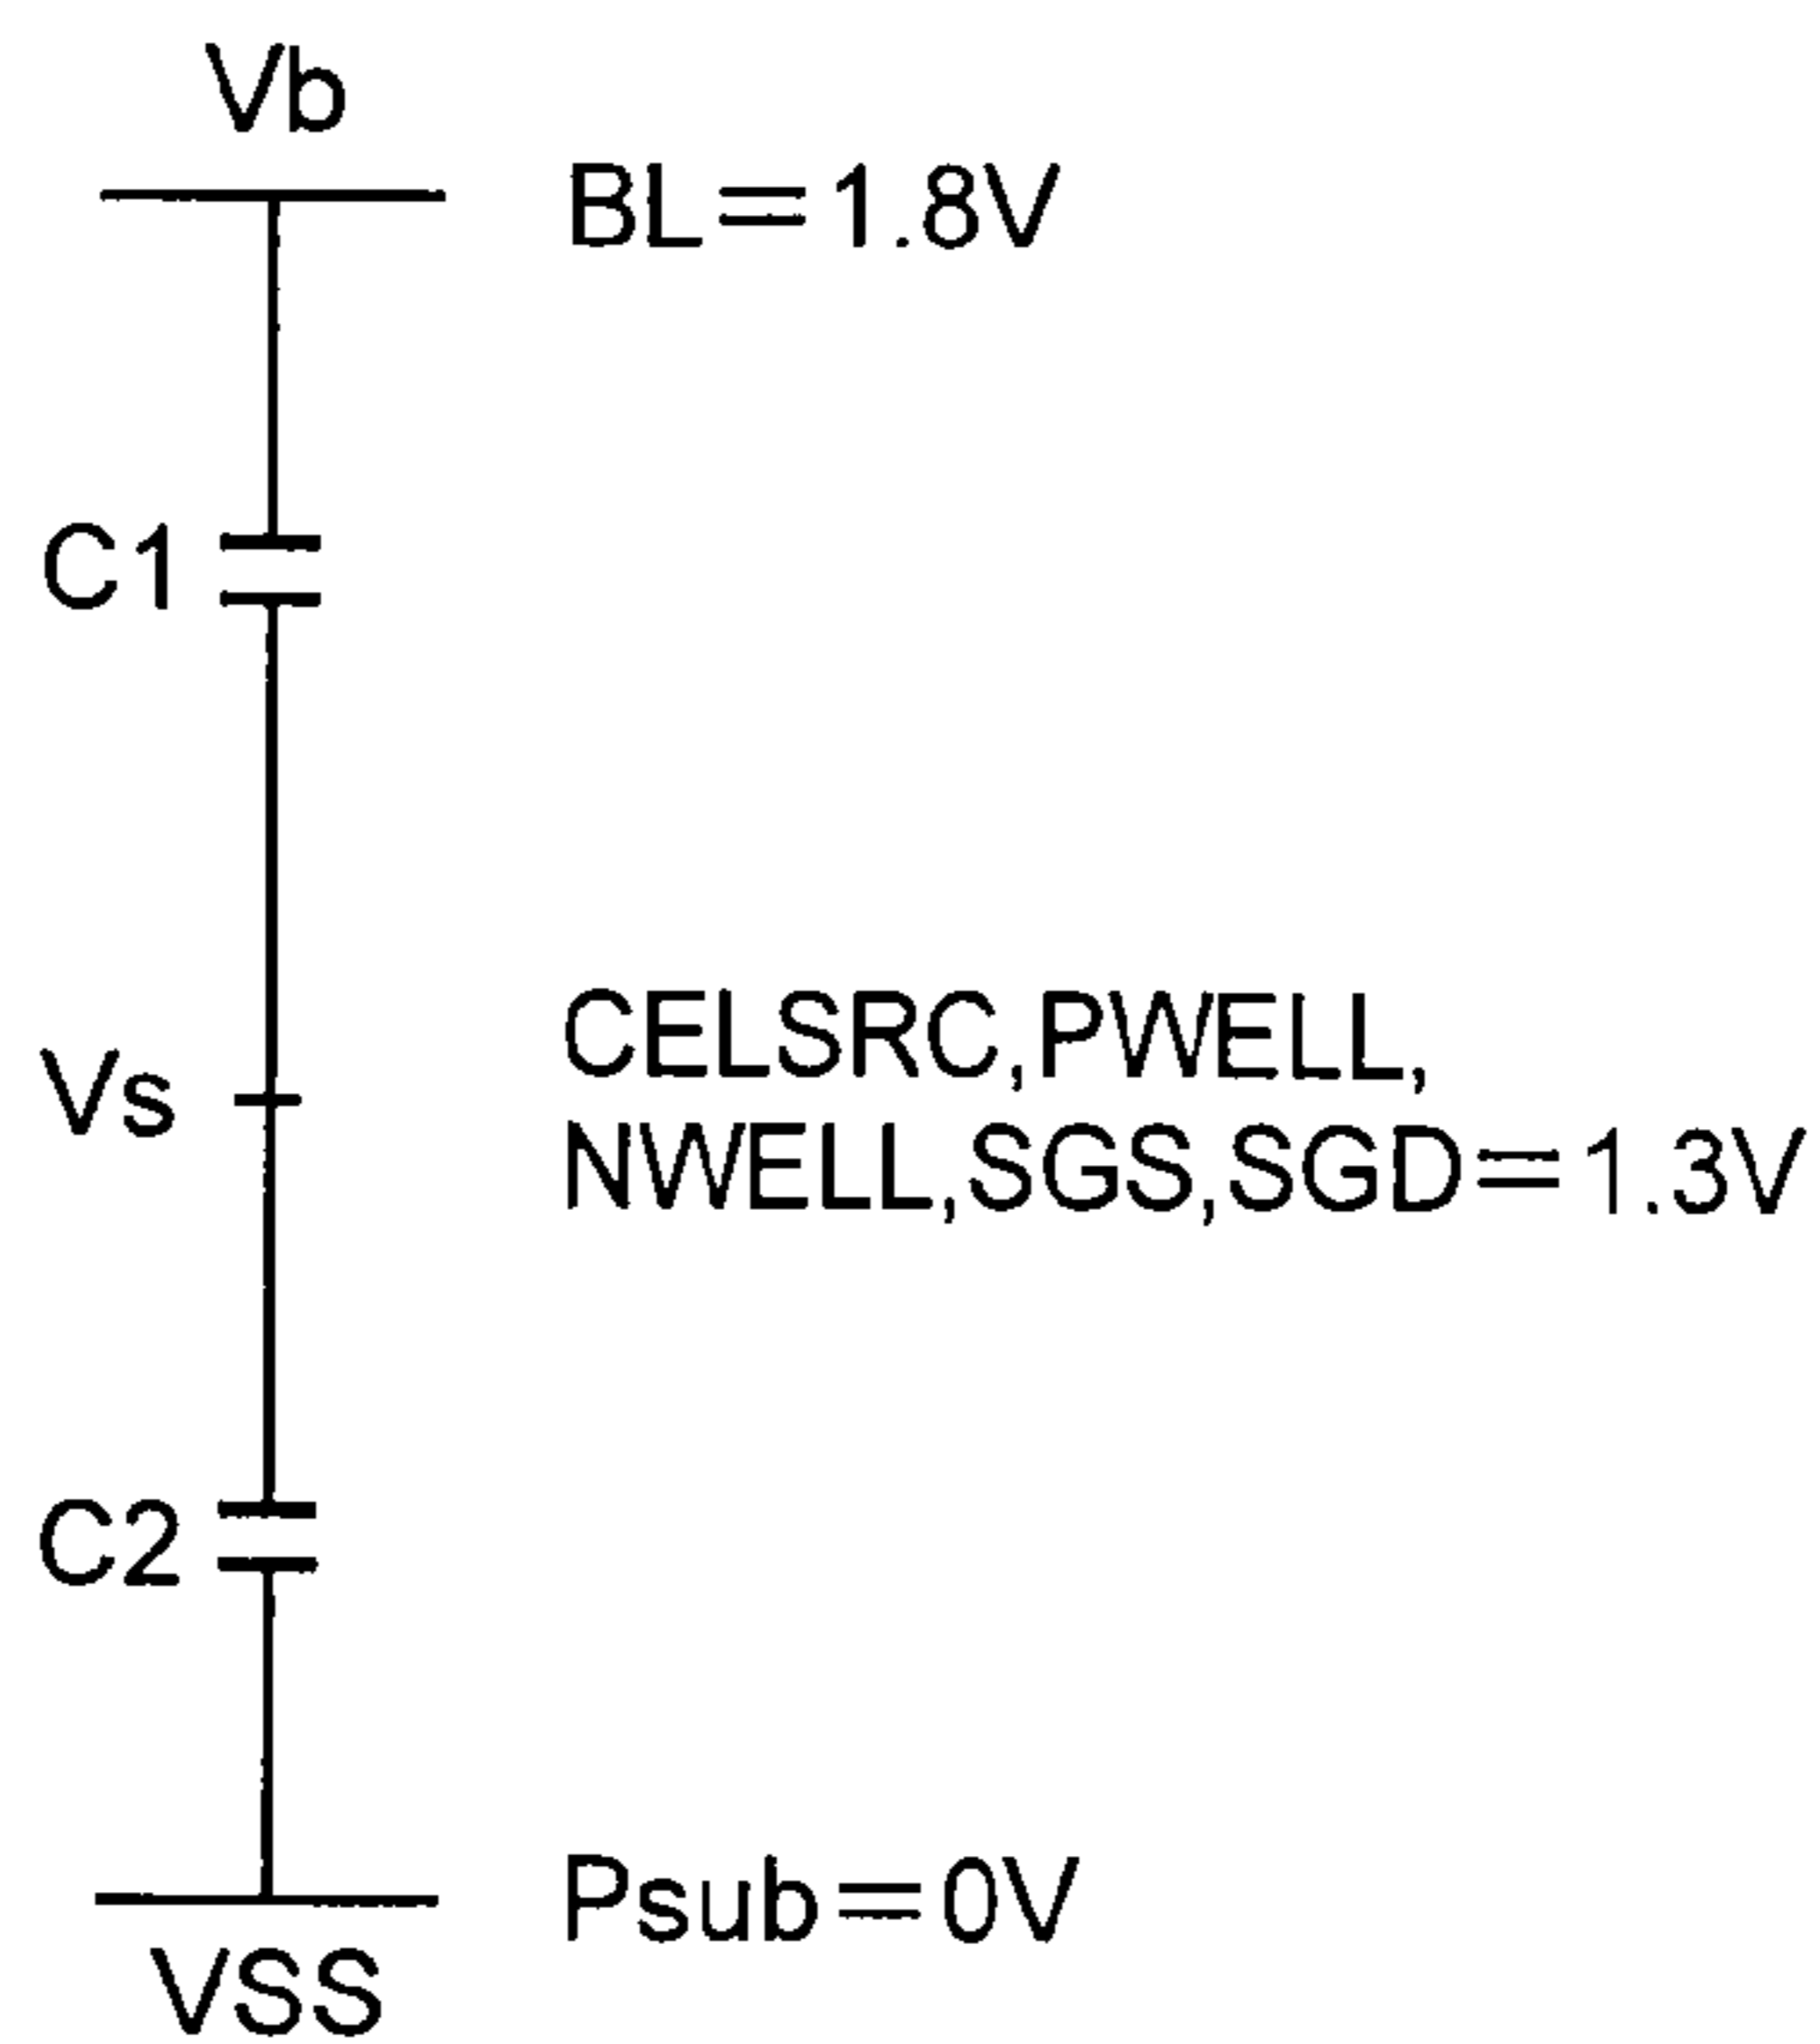 Vb
BL=1.8V
C1
CELSRC,PWELL,
Vs
NWELL,SGS,SGD=1.3V
C2
Psub=0V
VSS